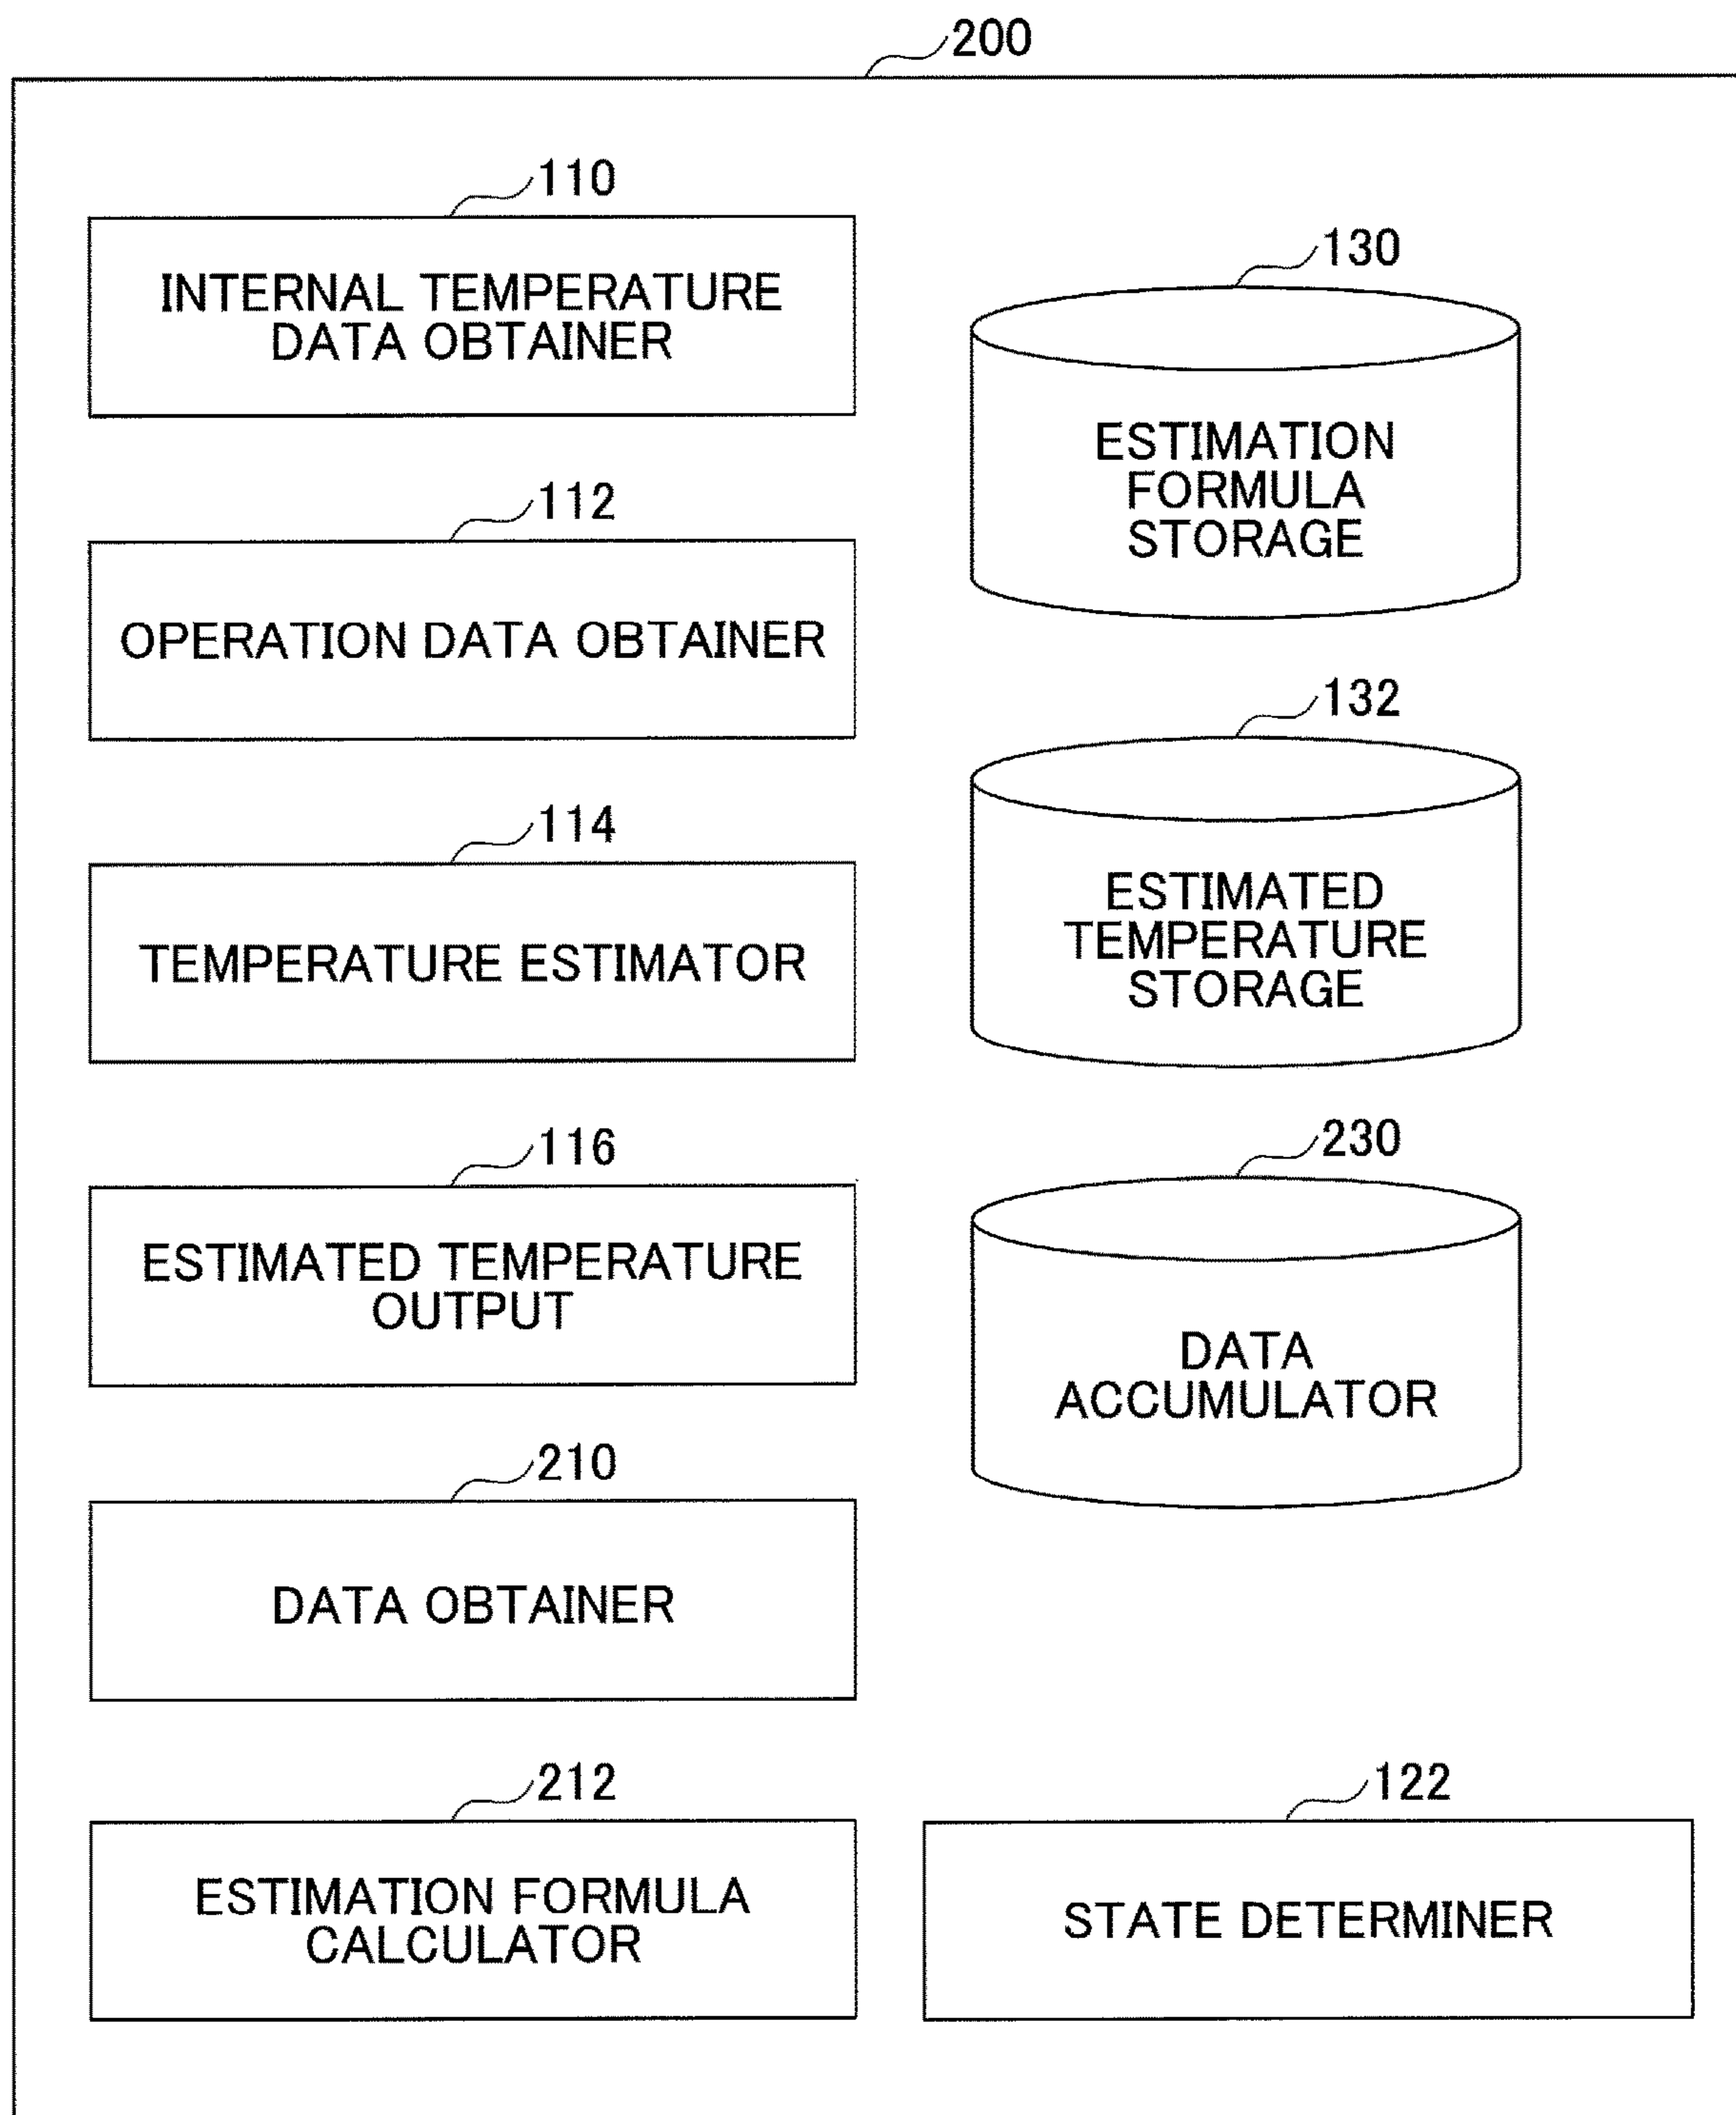 200
110
INTERNAL TEMPERATURE
DATA OBTAINER
112
OPERATION DATA OBTAINER
114
TEMPERATURE ESTIMATOR
116
ESTIMATED TEMPERATURE
OUTPUT
210
DATA OBTAINER
212
ESTIMATION FORMULA
CALCULATOR
130
ESTIMATION
FORMULA
STORAGE
132
ESTIMATED
TEMPERATURE
STORAGE
230
DATA
ACCUMULATOR
122
STATE DETERMINER